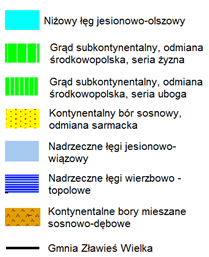 Niżowy łęg jesionowo-olszowy
Grąd subkontynentalny, odmiana
środkowopolska, seria żyzna
Grąd subkontynentalny, odmiana
środkowopolska, seria uboga
Kontynentalny bór sosnowy,
odmiana sarmacka
Nadrzeczne łęgi jesionowo-
wiązowy
Nadrzeczne łęgi wierzbowo -
topolowe
Kontynentalne bory mieszane
sosnowo-dębowe
Gmnia Zławieś Wielka